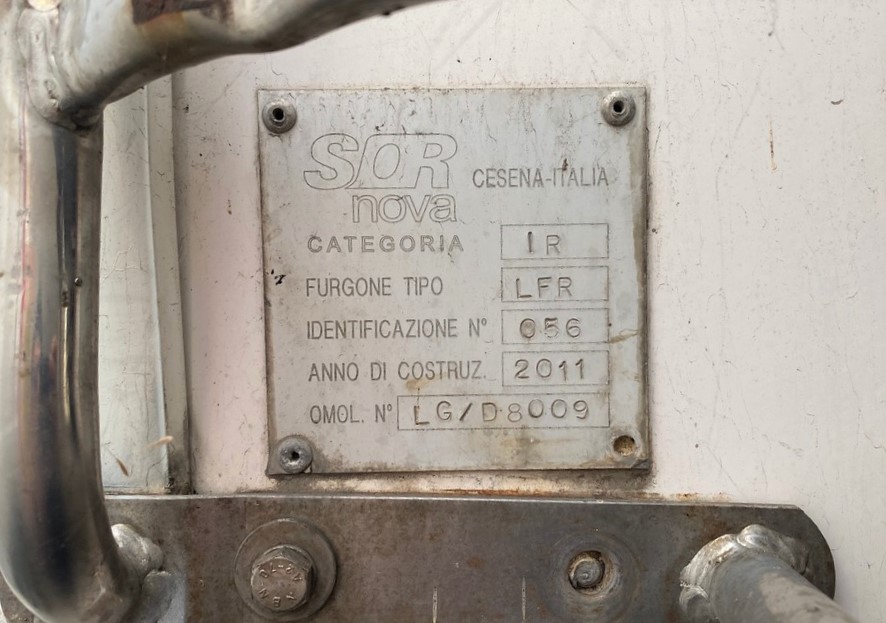 SOR CESENA-ITALIA
nova
CATEGORIA IR
FURGONE TIPO LFR
IDENTIFICAZIONE N° 056
ANNO DI COSTRUZ. 2011
OMOL. N° LG/D8009